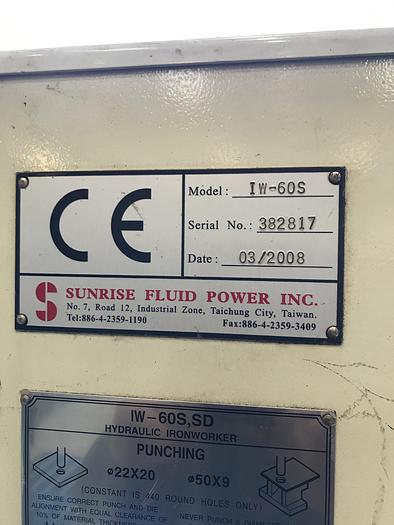 CE
Model: IW-60S
Serial No.: 382817
Date: 03/2008
S SUNRISE FLUID POWER INC.
No. 7, Road 12, Industrial Zone, Taichung City, Taiwan.
Tel:886-4-2359-1190 Fax:886-4-2359-3409
IW-60S,SD
HYDRAULIC IRONWORKER
PUNCHING
ø22X20 ø50X9
(CONSTANT IS 440 ROUND HOLES ONLY)
ENSURE CORRECT PUNCH AND DIE
ALIGNMENT WITH EQUAL CLEARANCE OF
10% OF MATERIAL THICKNESS
NEVER PUNCH A DIAMETER